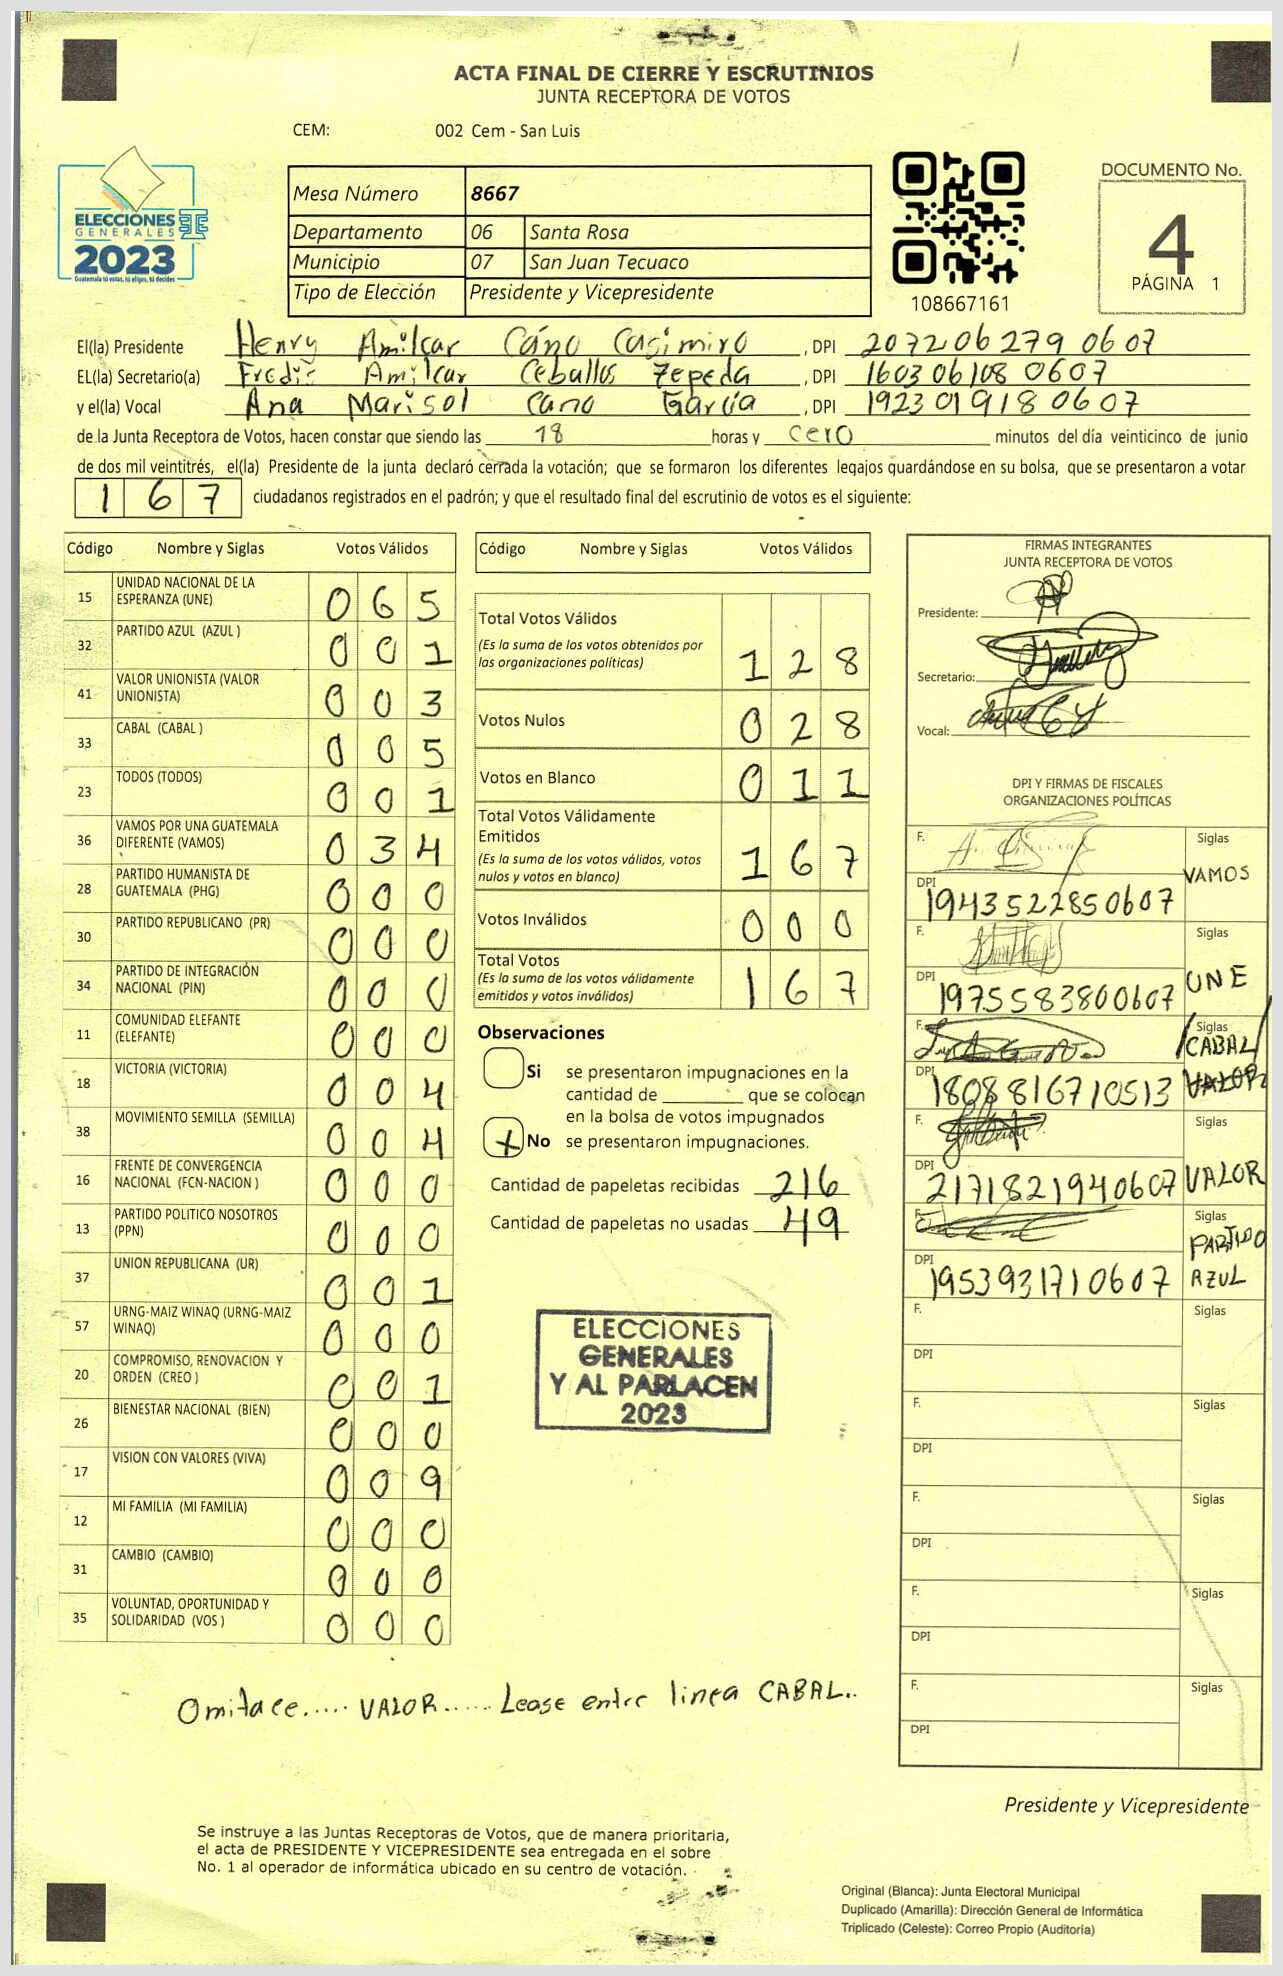 ACTA FINAL DE CIERRE Y ESCRUTINIOS
JUNTA RECEPTORA DE VOTOS
CEM: 002 Cem - San Luis
ELECCIONES
GENERALES
2023
Guatemala tú votas, tú eliges, tú decides
Mesa Número 8667
Departamento 06 Santa Rosa
Municipio 07 San Juan Tecuaco
Tipo de Elección Presidente y Vicepresidente
108667161
DOCUMENTO No.
4
PÁGINA 1
El(la) Presidente Henry Amilcar Cáno Casimiro , DPI 2072 06 279 0607
EL(la) Secretario(a) Fredis Amilcar Ceballos Zepeda , DPI 1603 06108 0607
y el(la) Vocal Ana Marisol Cano García , DPI 1923 01918 0607
de la Junta Receptora de Votos, hacen constar que siendo las 18 horas y cero minutos del día veinticinco de junio
de dos mil veintitrés, el(la) Presidente de la junta declaró cerrada la votación; que se formaron los diferentes legajos quardándose en su bolsa, que se presentaron a votar
1 6 7 ciudadanos registrados en el padrón; y que el resultado final del escrutinio de votos es el siguiente:
Código Nombre y Siglas Votos Válidos
15 UNIDAD NACIONAL DE LA ESPERANZA (UNE) 0 6 5
32 PARTIDO AZUL (AZUL ) 0 0 1
41 VALOR UNIONISTA (VALOR UNIONISTA) 0 0 3
33 CABAL (CABAL ) 0 0 5
23 TODOS (TODOS) 0 0 1
36 VAMOS POR UNA GUATEMALA DIFERENTE (VAMOS) 0 3 4
28 PARTIDO HUMANISTA DE GUATEMALA (PHG) 0 0 0
30 PARTIDO REPUBLICANO (PR) 0 0 0
34 PARTIDO DE INTEGRACIÓN NACIONAL (PIN) 0 0 0
11 COMUNIDAD ELEFANTE (ELEFANTE) 0 0 0
18 VICTORIA (VICTORIA) 0 0 4
38 MOVIMIENTO SEMILLA (SEMILLA) 0 0 4
16 FRENTE DE CONVERGENCIA NACIONAL (FCN-NACION ) 0 0 0
13 PARTIDO POLITICO NOSOTROS (PPN) 0 0 0
37 UNION REPUBLICANA (UR) 0 0 1
57 URNG-MAIZ WINAQ (URNG-MAIZ WINAQ) 0 0 0
20 COMPROMISO, RENOVACION Y ORDEN (CREO ) 0 0 1
26 BIENESTAR NACIONAL (BIEN) 0 0 0
17 VISION CON VALORES (VIVA) 0 0 9
12 MI FAMILIA (MI FAMILIA) 0 0 0
31 CAMBIO (CAMBIO) 0 0 0
35 VOLUNTAD, OPORTUNIDAD Y SOLIDARIDAD (VOS ) 0 0 0
Código Nombre y Siglas Votos Válidos
Total Votos Válidos
(Es la suma de los votos obtenidos por
las organizaciones políticas) 1 2 8
Votos Nulos 0 2 8
Votos en Blanco 0 1 1
Total Votos Válidamente
Emitidos
(Es la suma de los votos válidos, votos
nulos y votos en blanco) 1 6 7
Votos Inválidos 0 0 0
Total Votos
(Es la suma de los votos válidamente
emitidos y votos inválidos) 1 6 7
Observaciones
Si se presentaron impugnaciones en la
cantidad de ________ que se colocan
en la bolsa de votos impugnados
X No se presentaron impugnaciones.
Cantidad de papeletas recibidas 216
Cantidad de papeletas no usadas 49
ELECCIONES
GENERALES
Y AL PARLACEN
2023
FIRMAS INTEGRANTES
JUNTA RECEPTORA DE VOTOS
Presidente:
Secretario:
Vocal:
DPI Y FIRMAS DE FISCALES
ORGANIZACIONES POLÍTICAS
F. Siglas
VAMOS
DPI 1943522850607
F. Siglas
UNE
DPI 1975583800607
F. Siglas
CABAL
DPI 1808816710513 VALOR
F. Siglas
DPI 2171821940607 VALOR
F. Siglas
PARTIDO
DPI 1953931710607 AZUL
F. Siglas
DPI
F. Siglas
DPI
F. Siglas
DPI
F. Siglas
DPI
F. Siglas
DPI
Omitace..... VALOR..... Lease entre linea CABAL..
Presidente y Vicepresidente
Se instruye a las Juntas Receptoras de Votos, que de manera prioritaria,
el acta de PRESIDENTE Y VICEPRESIDENTE sea entregada en el sobre
No. 1 al operador de informática ubicado en su centro de votación.
Original (Blanca): Junta Electoral Municipal
Duplicado (Amarilla): Dirección General de Informática
Triplicado (Celeste): Correo Propio (Auditoría)